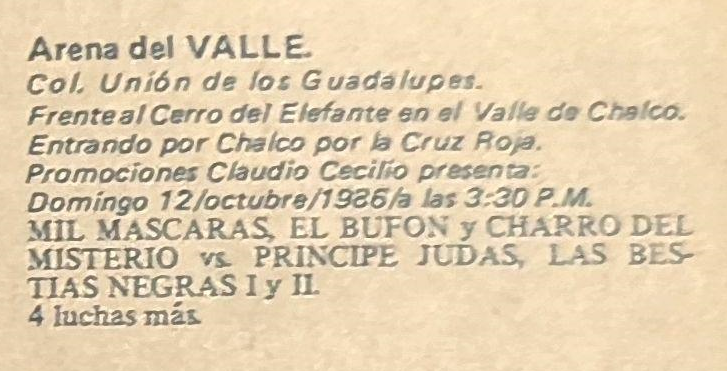 Arena del VALLE.
Col. Unión de los Guadalupes.
Frente al Cerro del Elefante en el Valle de Chalco.
Entrando por Chalco por la Cruz Roja.
Promociones Claudio Cecilio presenta:
Domingo 12/octubre/1986/a las 3:30 P.M.
MIL MASCARAS, EL BUFON y CHARRO DEL
MISTERIO vs. PRINCIPE JUDAS, LAS BES-
TIAS NEGRAS I y II.
4 luchas más.